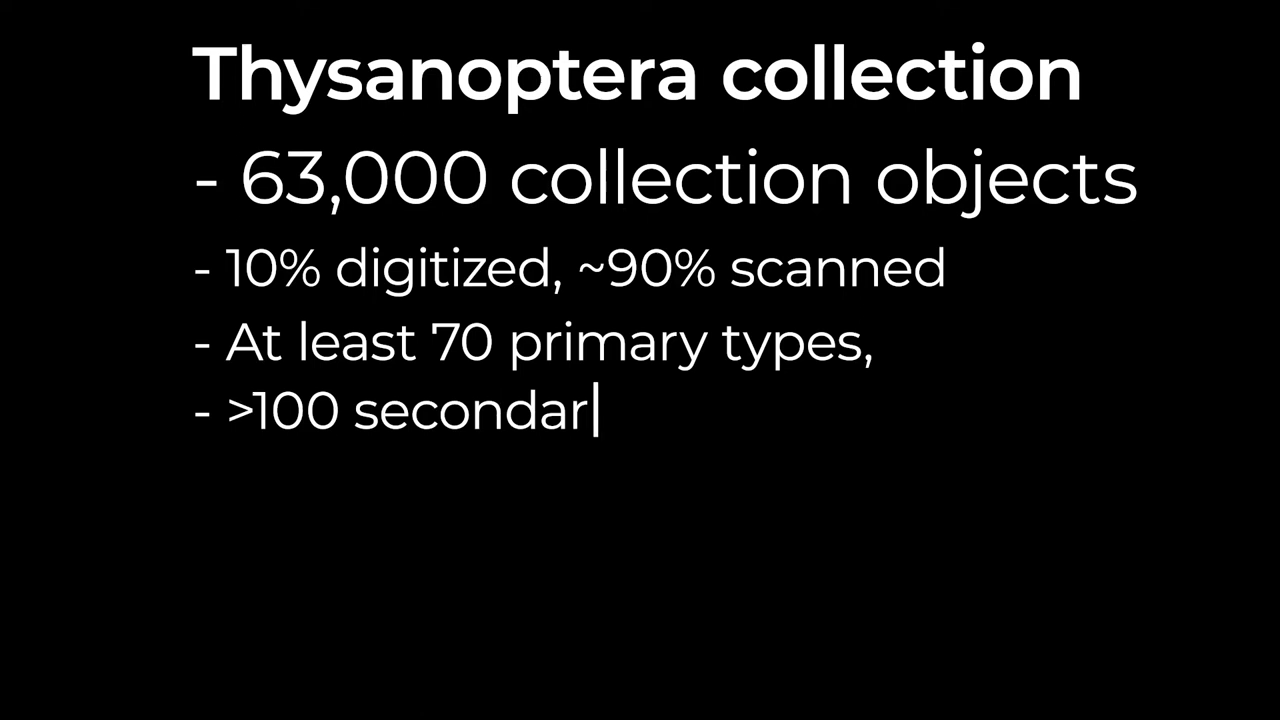 Thysanoptera collection
- 63,000 collection objects
- 10% digitized, ~90% scanned
- At least 70 primary types,
- >100 secondar